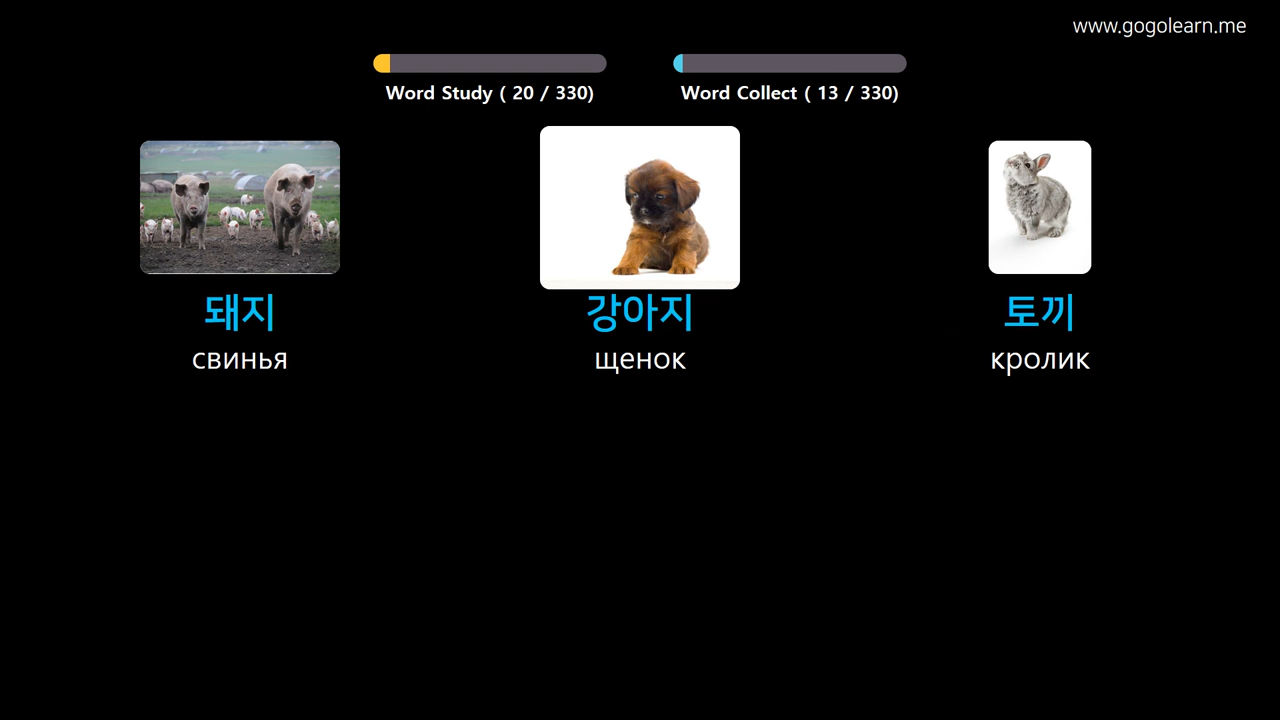 www.gogolearn.me
Word Study ( 20 / 330)
Word Collect ( 13 / 330)
돼지
свинья
강아지
щенок
토끼
кролик